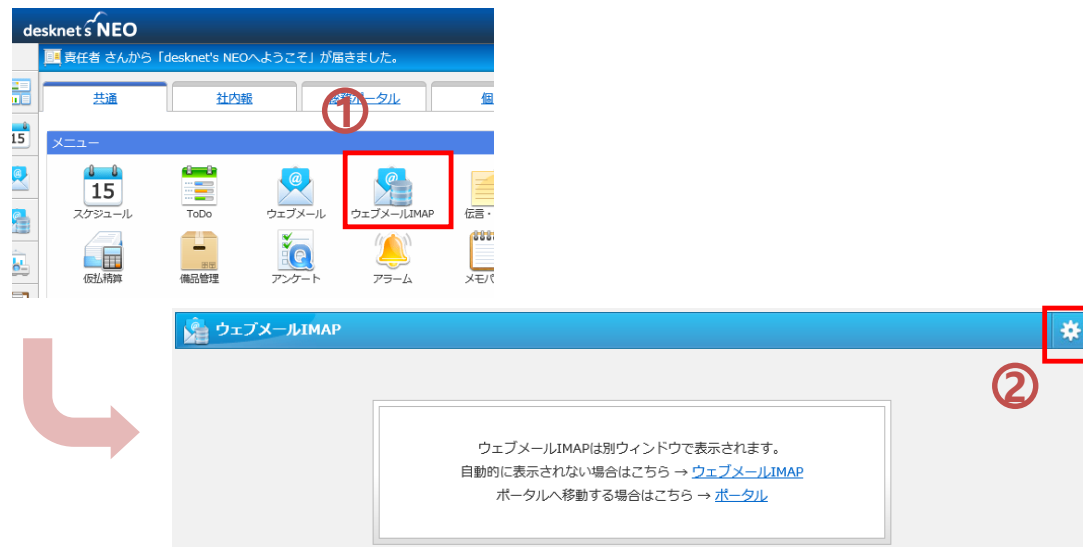 desknet's NEO
責任者 さんから「desknet's NEOへようこそ」が届きました。
共通
社内報
ポータル
個
①
15
メニュー
15
スケジュール
ToDo
ウェブメール
ウェブメールIMAP
伝言・
仮払精算
備品管理
アンケート
アラーム
メモパ
ウェブメールIMAP
②
ウェブメールIMAPは別ウィンドウで表示されます。
自動的に表示されない場合はこちら → ウェブメールIMAP
ポータルへ移動する場合はこちら → ポータル